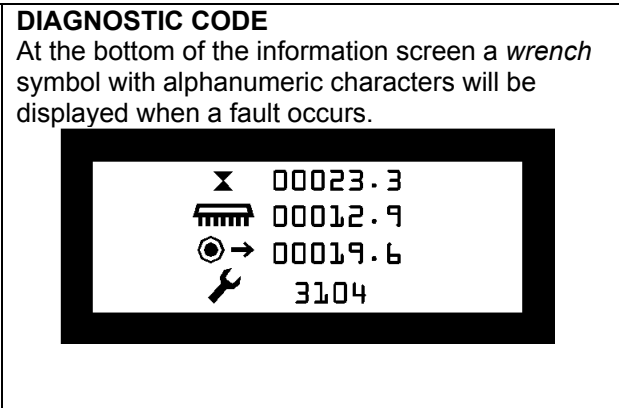 DIAGNOSTIC CODE
At the bottom of the information screen a wrench
symbol with alphanumeric characters will be
displayed when a fault occurs.
00023.3
00012.9
00019.6
3104